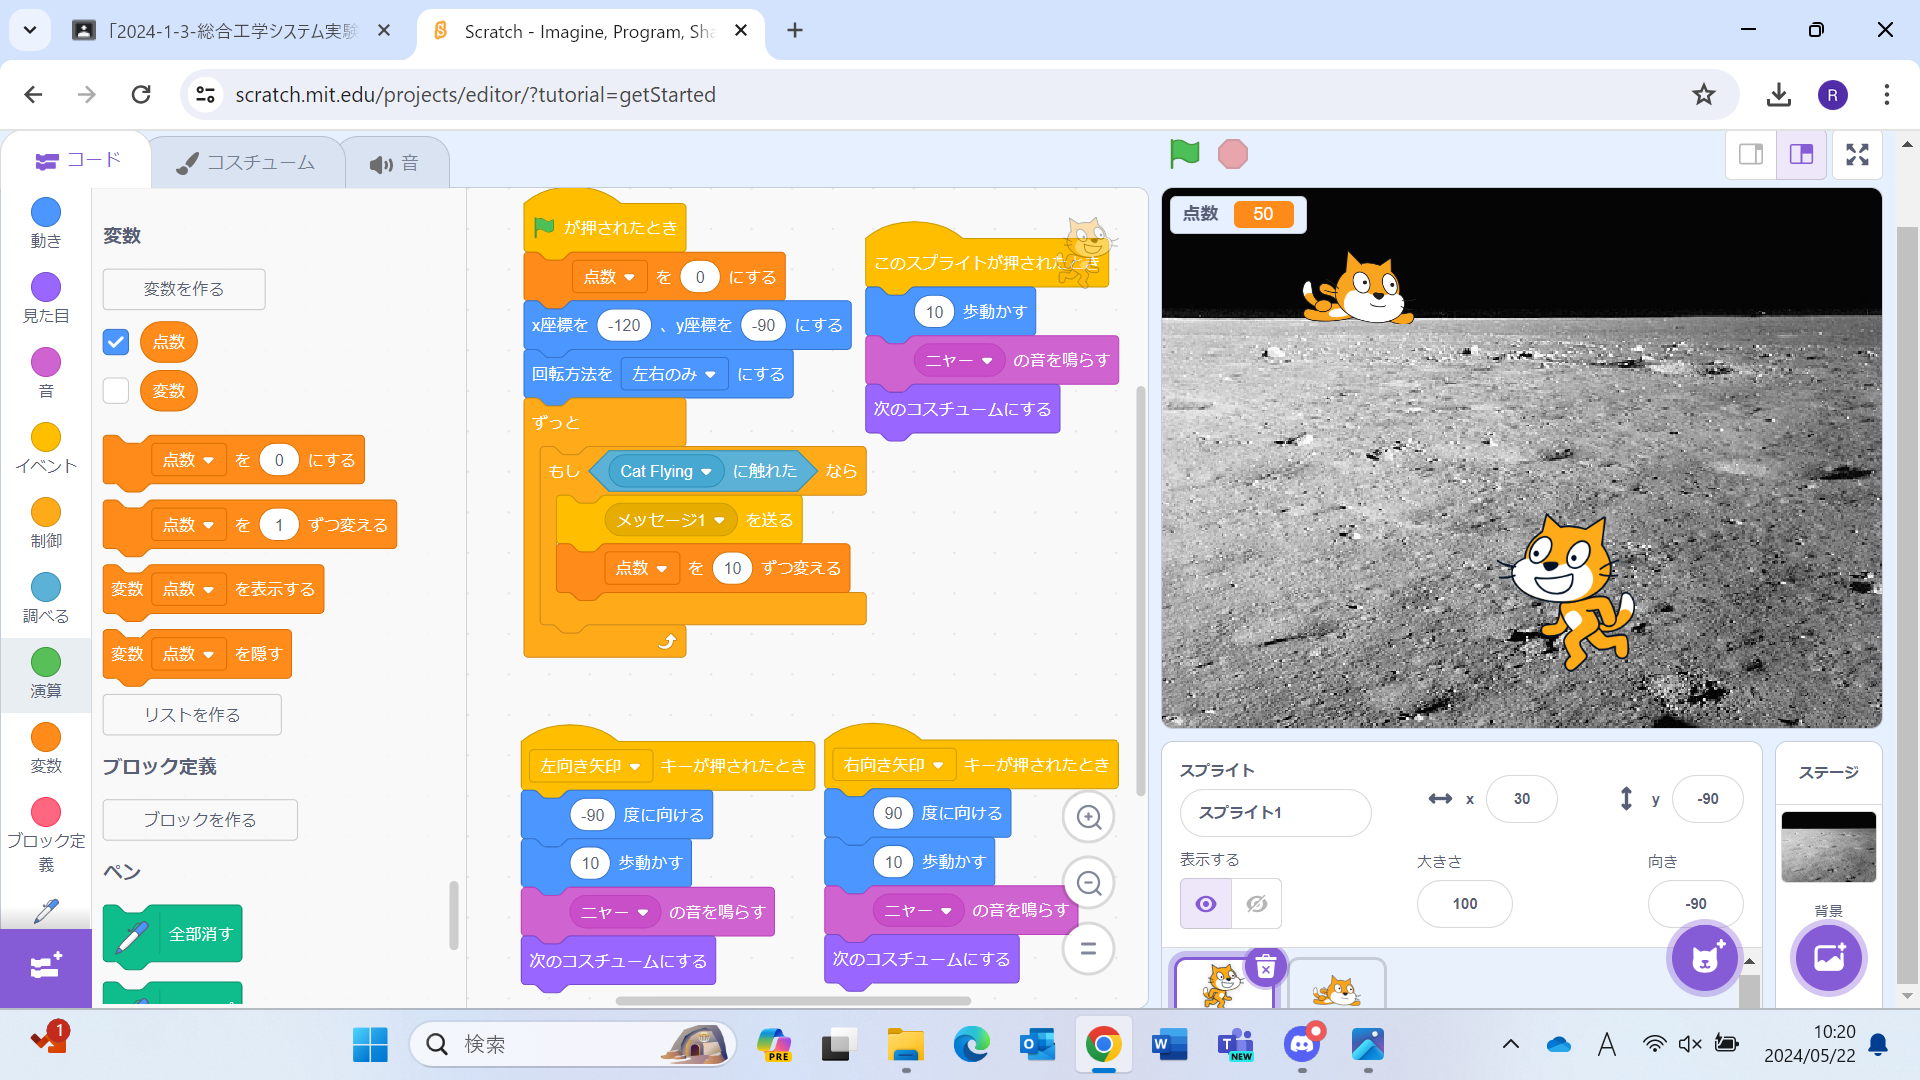 「2024-1-3-総合工学システム実験
Scratch - Imagine, Program, Sha
scratch.mit.edu/projects/editor/?tutorial=getStarted
R
コード
コスチューム
音
動き
見た目
音
イベント
制御
調べる
演算
変数
ブロック定
義
変数
変数を作る
点数
変数
点数 を 0 にする
点数 を 1 ずつ変える
変数 点数 を表示する
変数 点数 を隠す
リストを作る
ブロック定義
ブロックを作る
ペン
全部消す
が押されたとき
点数 を 0 にする
x座標を -120 、y座標を -90 にする
回転方法を 左右のみ にする
ずっと
もし Cat Flying に触れた なら
メッセージ1 を送る
点数 を 10 ずつ変える
このスプライトが押されたとき
10 歩動かす
ニャー の音を鳴らす
次のコスチュームにする
左向き矢印 キーが押されたとき
-90 度に向ける
10 歩動かす
ニャー の音を鳴らす
次のコスチュームにする
右向き矢印 キーが押されたとき
90 度に向ける
10 歩動かす
ニャー の音を鳴らす
次のコスチュームにする
点数 50
スプライト
スプライト1
x 30
y -90
表示する
大きさ
向き
100
-90
ステージ
背景
1
検索
PRE
NEW
A
10:20
2024/05/22